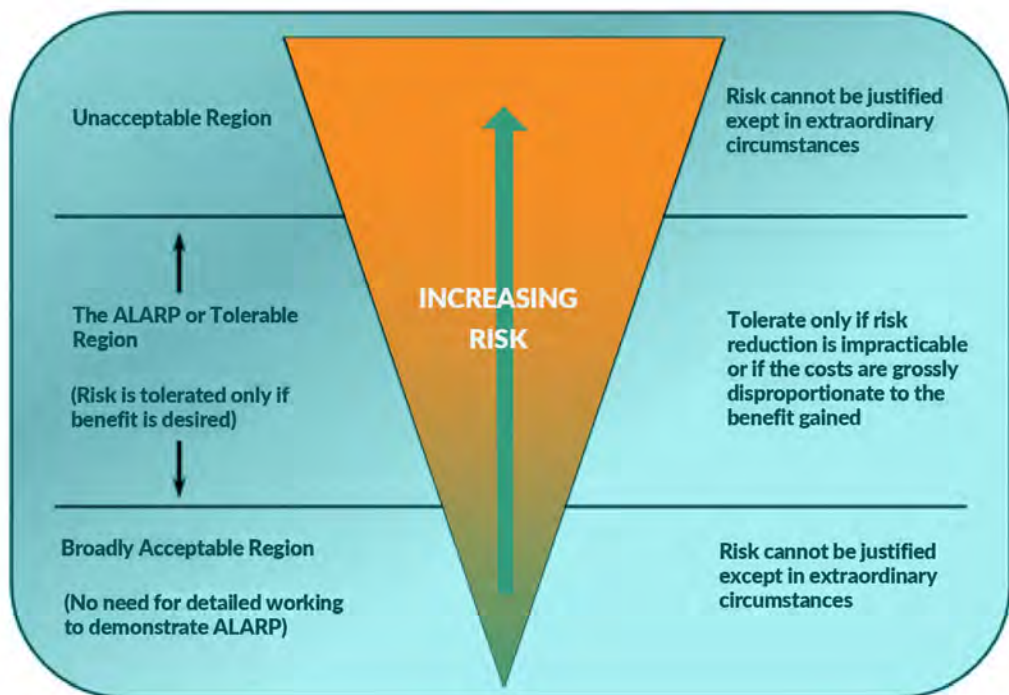 Unacceptable Region
Risk cannot be justified
exept in extraordinary
circumstances
INCREASING
RISK
The ALARP or Tolerable
Region
(Risk is tolerated only if
benefit is desired)
Tolerate only if risk
reduction is impracticable
or if the costs are grossly
disproportionate to the
benefit gained
Broadly Acceptable Region
(No need for detailed working
to demonstrate ALARP)
Risk cannot be justified
except in extraordinary
circumstances